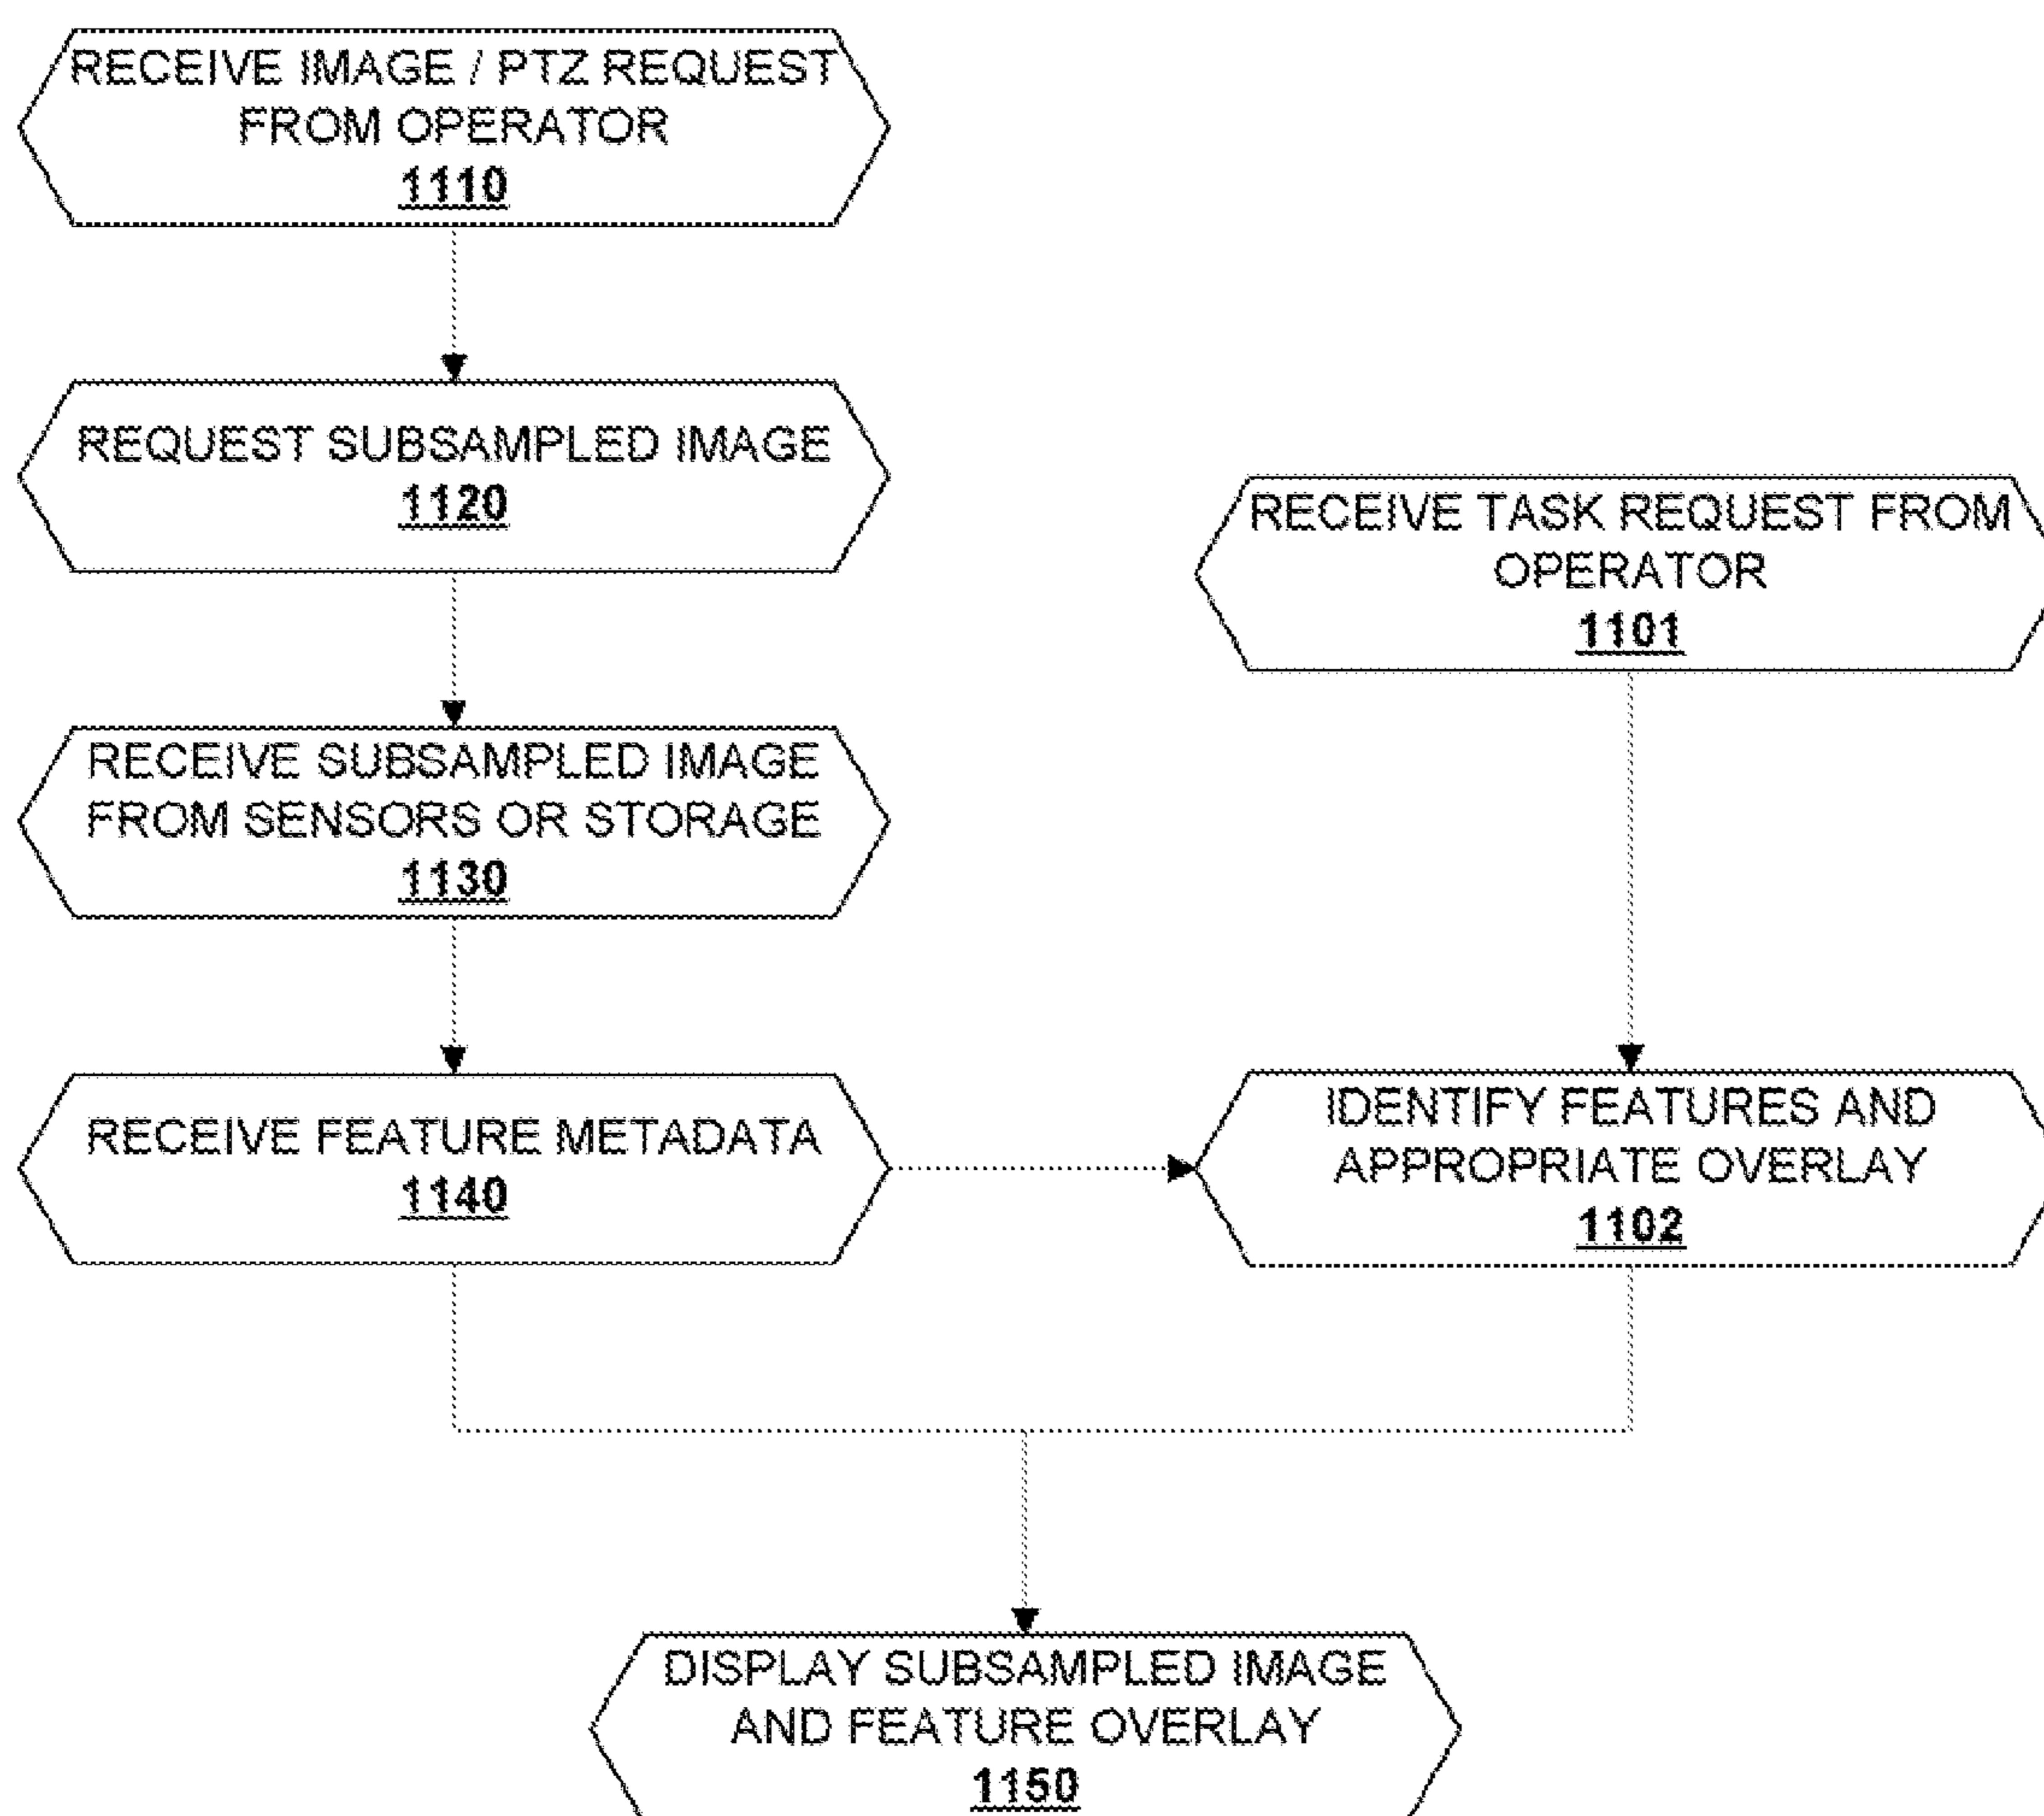 RECEIVE IMAGE / PTZ REQUEST
FROM OPERATOR
1110
REQUEST SUBSAMPLED IMAGE
1120
RECEIVE TASK REQUEST FROM
OPERATOR
1101
RECEIVE SUBSAMPLED IMAGE
FROM SENSORS OR STORAGE
1130
RECEIVE FEATURE METADATA
1140
IDENTIFY FEATURES AND
APPROPRIATE OVERLAY
1102
DISPLAY SUBSAMPLED IMAGE
AND FEATURE OVERLAY
1150